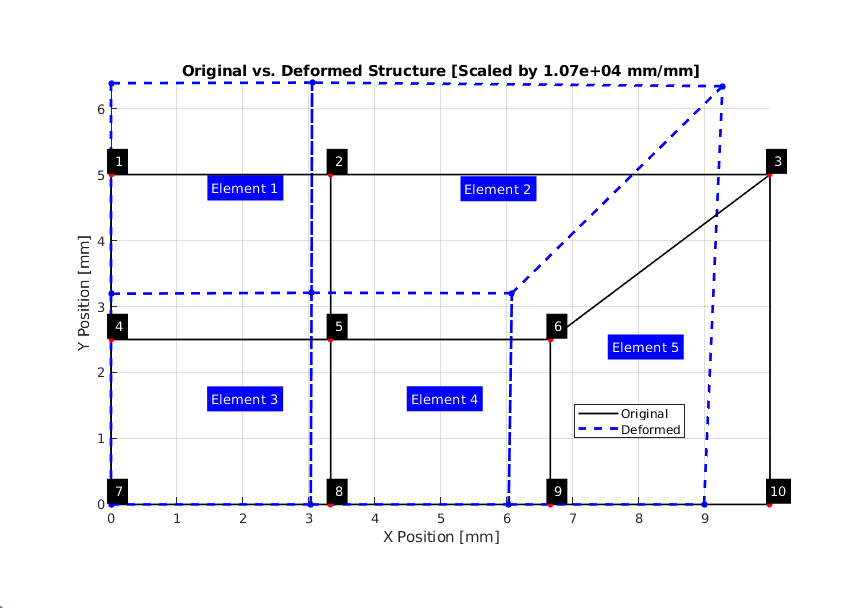 Original vs. Deformed Structure [Scaled by 1.07e+04 mm/mm]
6
5
4
3
2
1
0
Y Position [mm]
1
2
3
Element 1
Element 2
4
5
6
Element 5
Element 3
Element 4
Original
Deformed
7
8
9
10
0
1
2
3
4
5
6
7
8
9
X Position [mm]